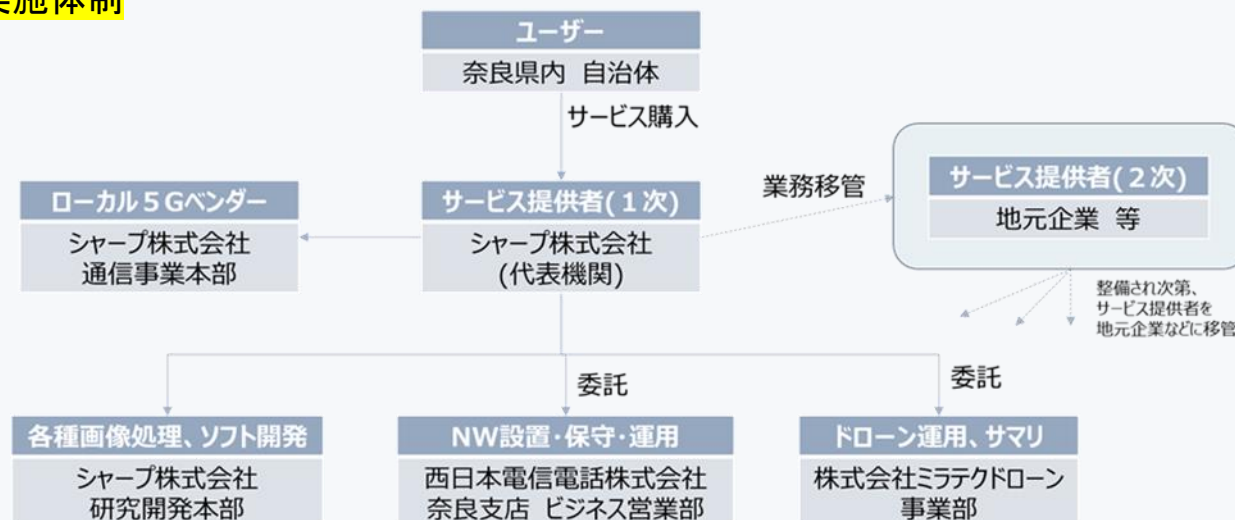 実施体制
ユーザー
奈良県内 自治体
サービス購入
ローカル5Gベンダー
シャープ株式会社
通信事業本部
サービス提供者(1次)
シャープ株式会社
(代表機関)
業務移管
サービス提供者(2次)
地元企業 等
整備され次第、
サービス提供者を
地元企業などに移管
委託
委託
各種画像処理、ソフト開発
シャープ株式会社
研究開発本部
NW設置・保守・運用
西日本電信電話株式会社
奈良支店 ビジネス営業部
ドローン運用、サマリ
株式会社ミラテクドローン
事業部